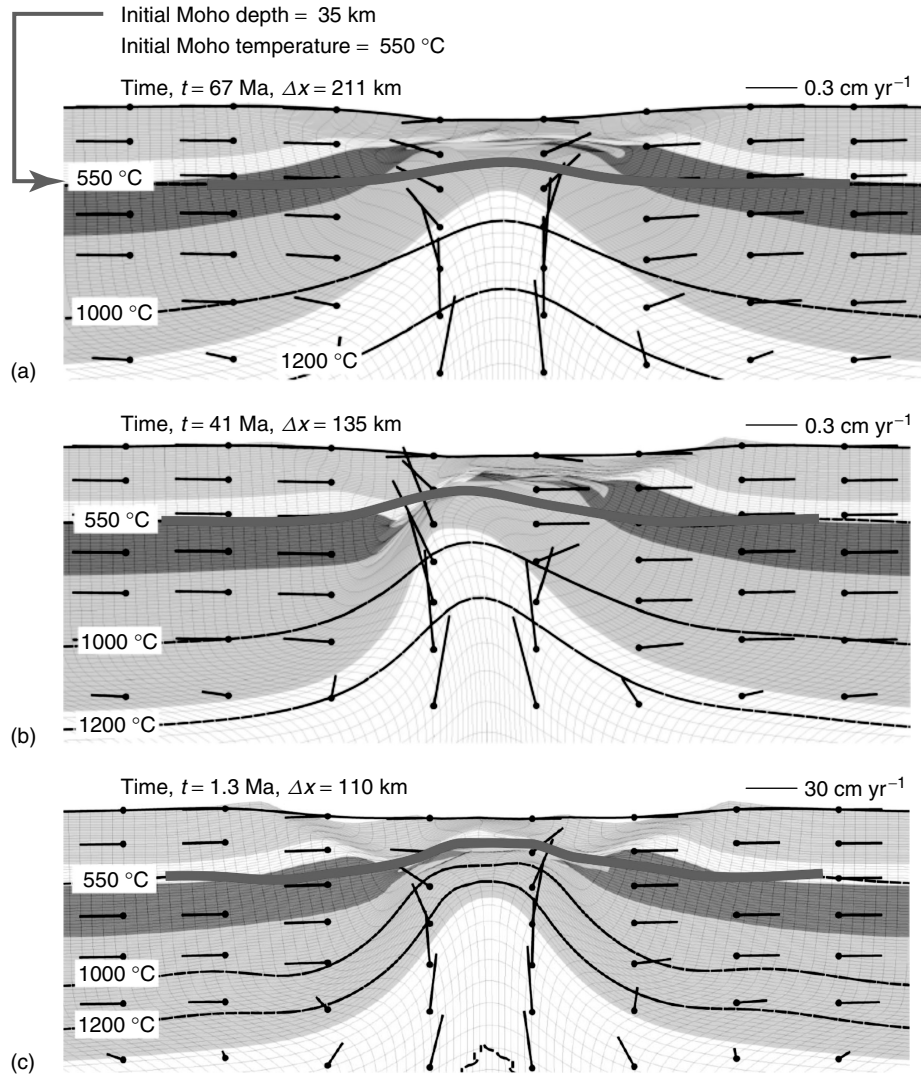 Initial Moho depth = 35 km
Initial Moho temperature = 550 °C
Time, t = 67 Ma, Δx = 211 km
0.3 cm yr⁻¹
550 °C
1000 °C
1200 °C
(a)
Time, t = 41 Ma, Δx = 135 km
0.3 cm yr⁻¹
550 °C
1000 °C
1200 °C
(b)
Time, t = 1.3 Ma, Δx = 110 km
30 cm yr⁻¹
550 °C
1000 °C
1200 °C
(c)